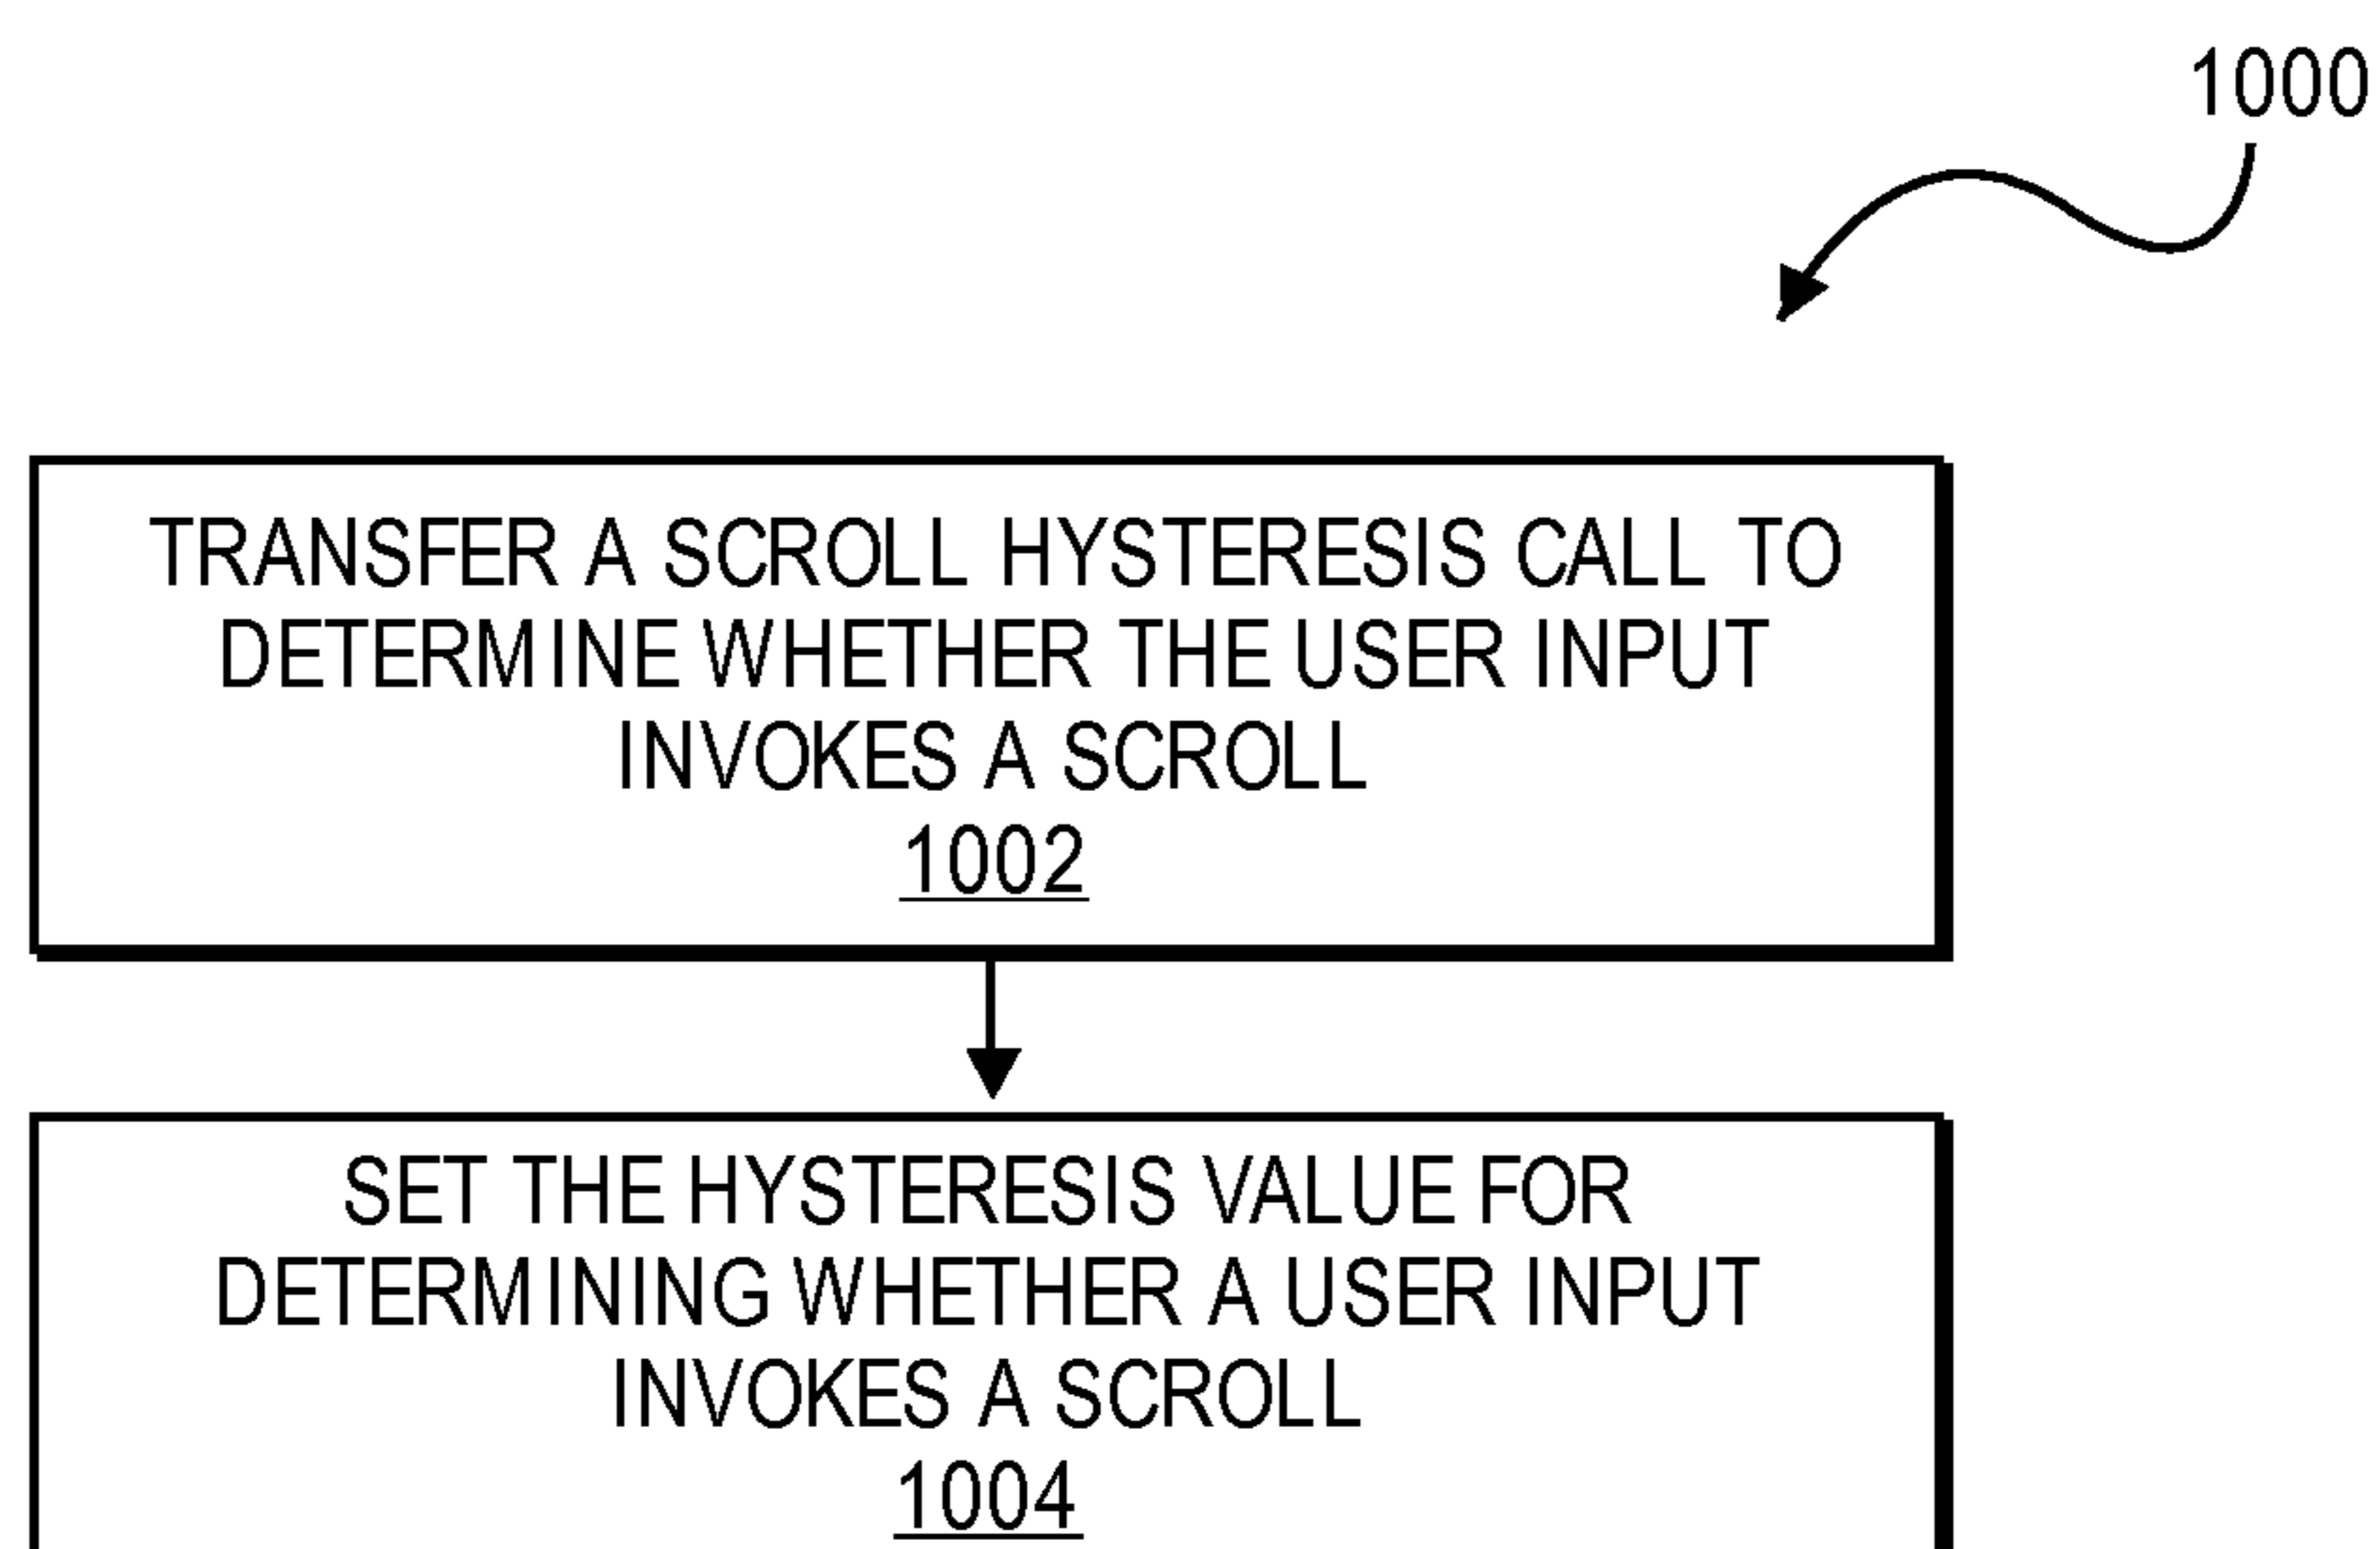 1000
TRANSFER A SCROLL HYSTERESIS CALL TO
DETERMINE WHETHER THE USER INPUT
INVOKES A SCROLL
1002
SET THE HYSTERESIS VALUE FOR
DETERMINING WHETHER A USER INPUT
INVOKES A SCROLL
1004